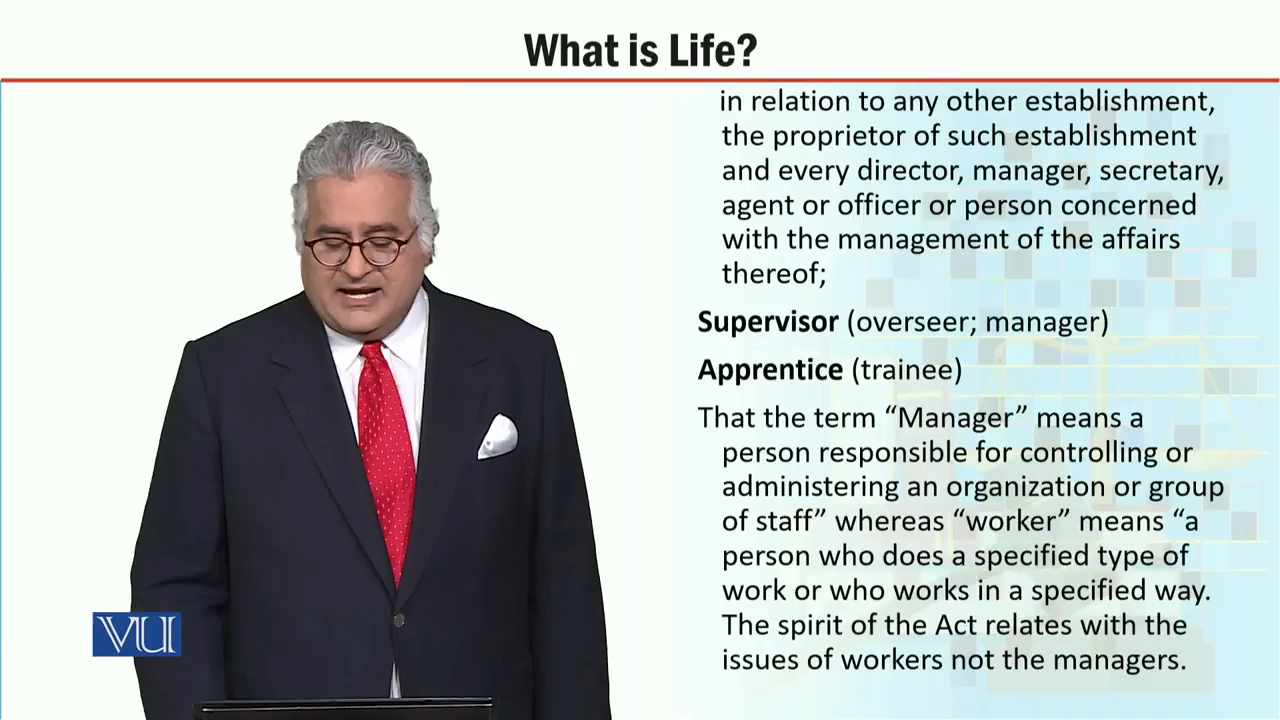 What is Life?
in relation to any other establishment,
the proprietor of such establishment
and every director, manager, secretary,
agent or officer or person concerned
with the management of the affairs
thereof;
Supervisor (overseer; manager)
Apprentice (trainee)
That the term “Manager” means a
person responsible for controlling or
administering an organization or group
of staff” whereas “worker” means “a
person who does a specified type of
work or who works in a specified way.
The spirit of the Act relates with the
issues of workers not the managers.
VU